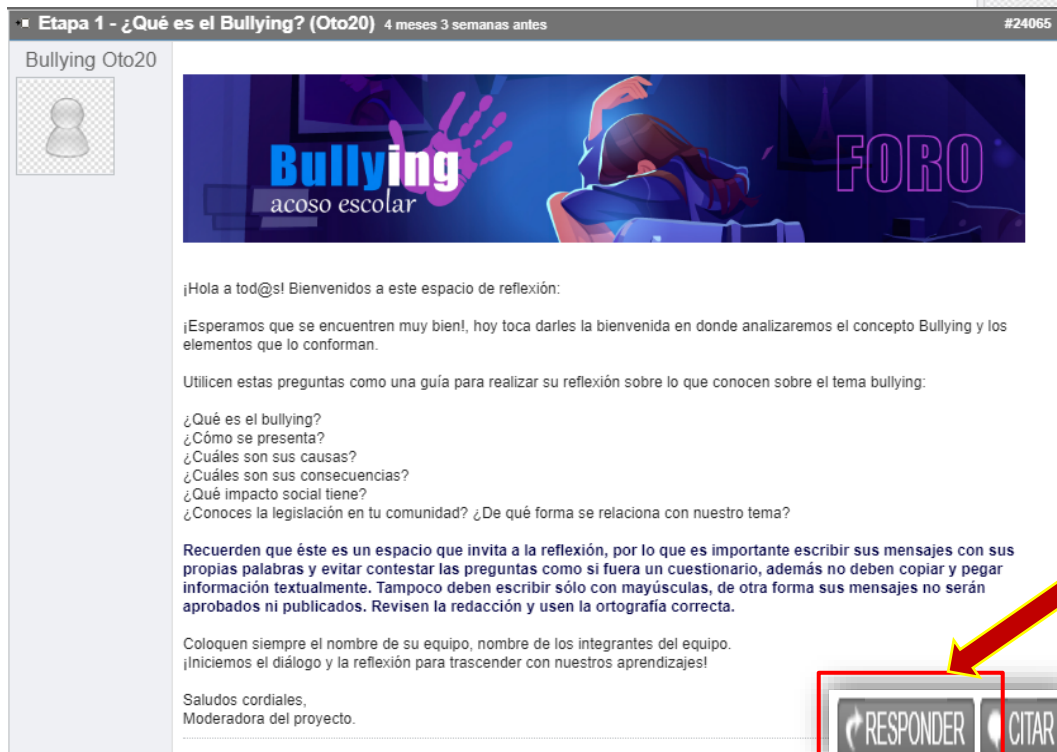 Etapa 1 - ¿Qué es el Bullying? (Oto20) 4 meses 3 semanas antes #24065
Bullying Oto20
Bullying
acoso escolar
FORO
¡Hola a tod@s! Bienvenidos a este espacio de reflexión:
¡Esperamos que se encuentren muy bien!, hoy toca darles la bienvenida en donde analizaremos el concepto Bullying y los
elementos que lo conforman.
Utilicen estas preguntas como una guía para realizar su reflexión sobre lo que conocen sobre el tema bullying:
¿Qué es el bullying?
¿Cómo se presenta?
¿Cuáles son sus causas?
¿Cuáles son sus consecuencias?
¿Qué impacto social tiene?
¿Conoces la legislación en tu comunidad? ¿De qué forma se relaciona con nuestro tema?
Recuerden que éste es un espacio que invita a la reflexión, por lo que es importante escribir sus mensajes con sus
propias palabras y evitar contestar las preguntas como si fuera un cuestionario, además no deben copiar y pegar
información textualmente. Tampoco deben escribir sólo con mayúsculas, de otra forma sus mensajes no serán
aprobados ni publicados. Revisen la redacción y usen la ortografía correcta.
Coloquen siempre el nombre de su equipo, nombre de los integrantes del equipo.
¡Iniciemos el diálogo y la reflexión para trascender con nuestros aprendizajes!
Saludos cordiales,
Moderadora del proyecto.
RESPONDER CITAR